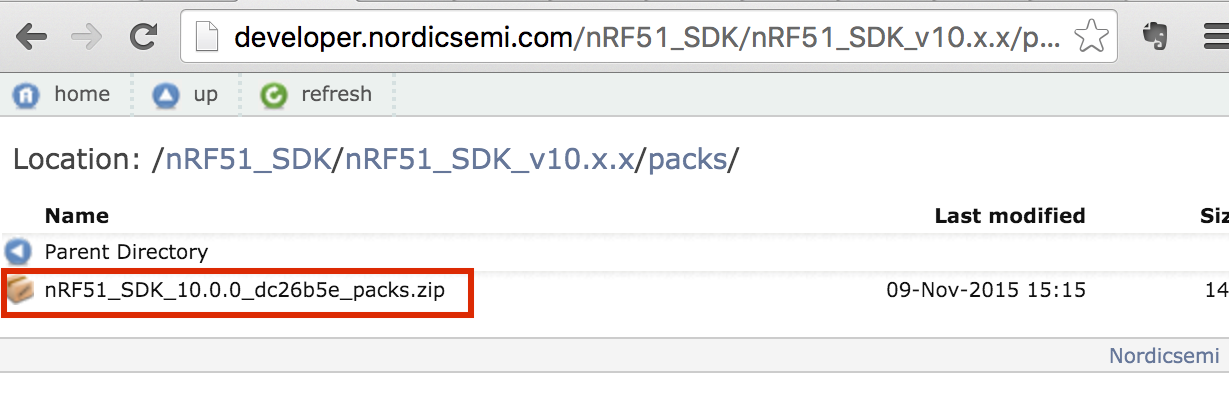 developer.nordicsemi.com/nRF51_SDK/nRF51_SDK_v10.x.x/p...
home up refresh
Location: /nRF51_SDK/nRF51_SDK_v10.x.x/packs/
Name Last modified Siz
Parent Directory
nRF51_SDK_10.0.0_dc26b5e_packs.zip 09-Nov-2015 15:15 14
Nordicsemi